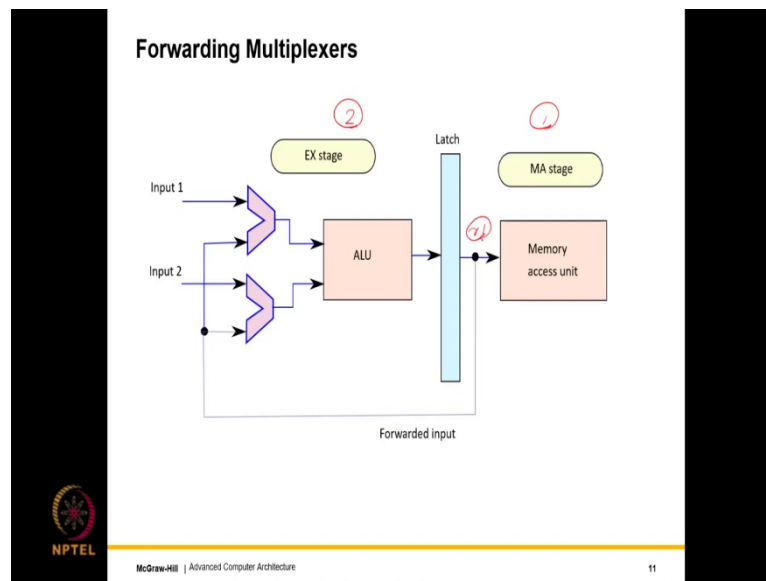 Forwarding Multiplexers
2
1
Latch
EX stage
MA stage
Input 1
r1
ALU
Memory
access unit
Input 2
Forwarded input
NPTEL
McGraw-Hill | Advanced Computer Architecture
11